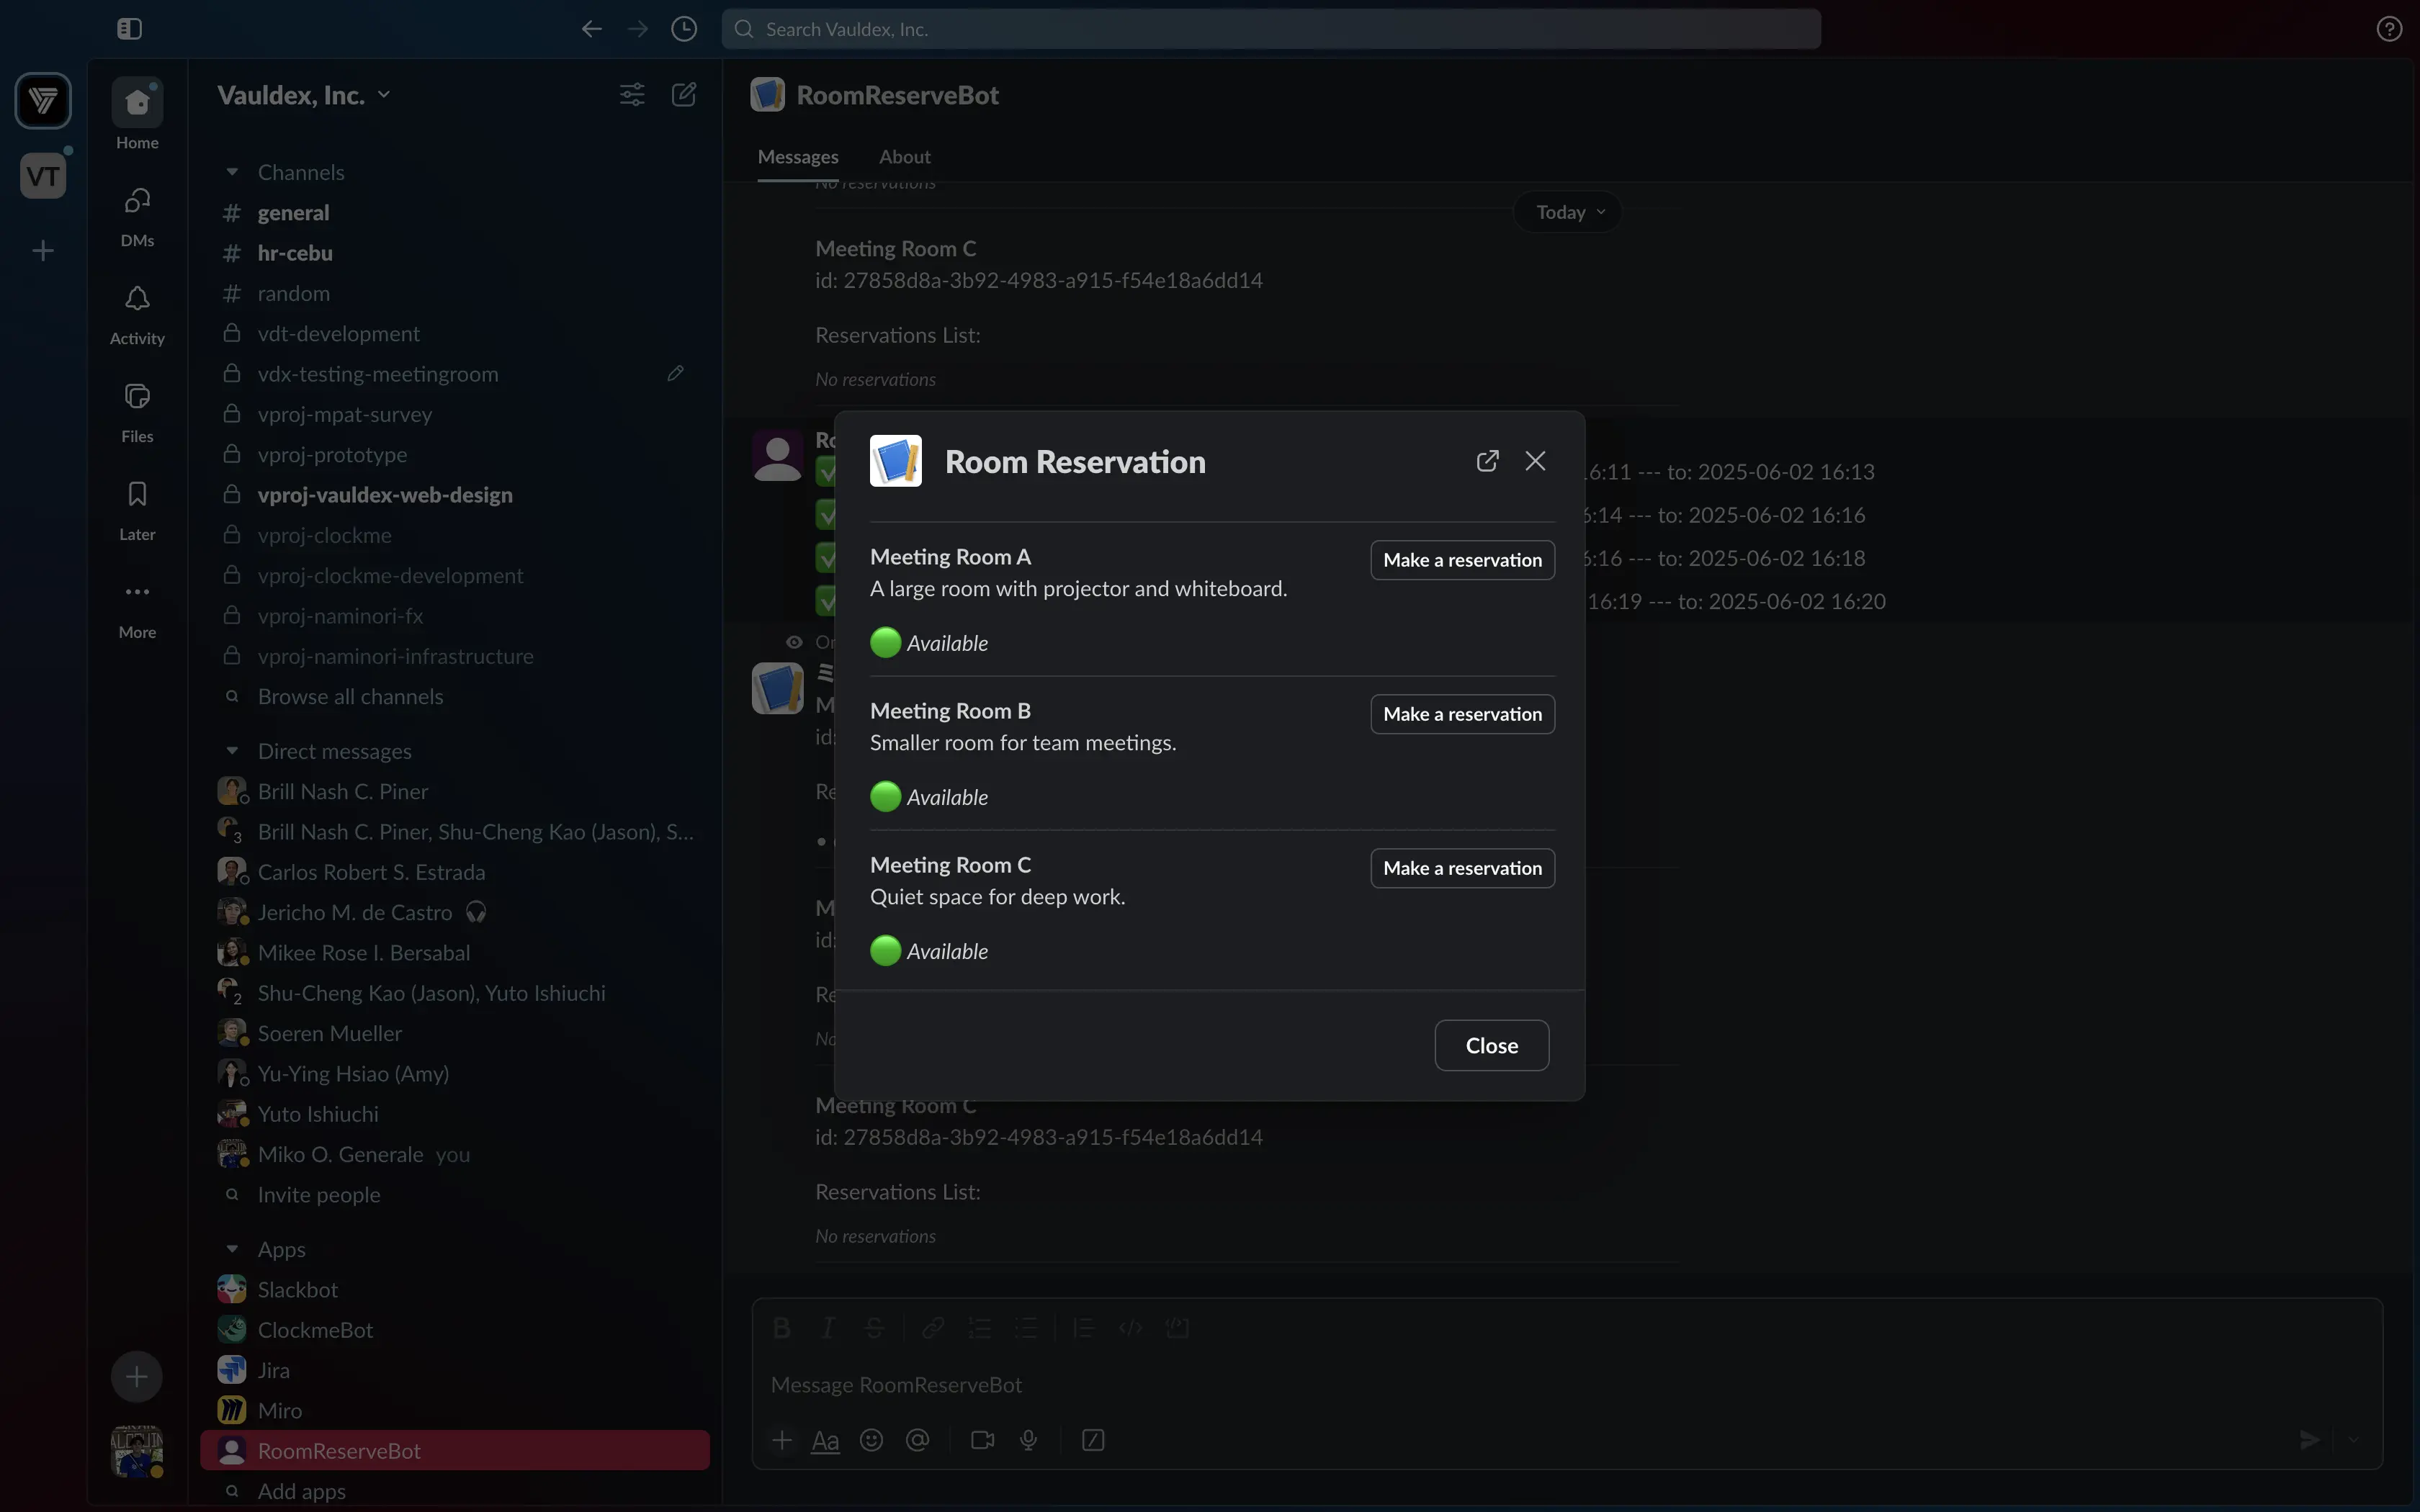 Search Vauldex, Inc.
VT
Home
DMs
Activity
Files
Later
More
Vauldex, Inc.
Channels
# general
# hr-cebu
# random
vdt-development
vdx-testing-meetingroom
vproj-mpat-survey
vproj-prototype
vproj-vauldex-web-design
vproj-clockme
vproj-clockme-development
vproj-naminori-fx
vproj-naminori-infrastructure
Browse all channels
Direct messages
Brill Nash C. Piner
3 Brill Nash C. Piner, Shu-Cheng Kao (Jason), S...
Carlos Robert S. Estrada
Jericho M. de Castro
Mikee Rose I. Bersabal
2 Shu-Cheng Kao (Jason), Yuto Ishiuchi
Soeren Mueller
Yu-Ying Hsiao (Amy)
Yuto Ishiuchi
Miko O. Generale you
Invite people
Apps
Slackbot
ClockmeBot
Jira
Miro
RoomReserveBot
Add apps
RoomReserveBot
Messages About
No reservations
Today
Meeting Room C
id: 27858d8a-3b92-4983-a915-f54e18a6dd14
Reservations List:
No reservations
6:11 --- to: 2025-06-02 16:13
6:14 --- to: 2025-06-02 16:16
6:16 --- to: 2025-06-02 16:18
16:19 --- to: 2025-06-02 16:20
id:
id:
Room Reservation
Meeting Room A
Make a reservation
A large room with projector and whiteboard.
Available
Meeting Room B
Make a reservation
Smaller room for team meetings.
Available
Meeting Room C
Make a reservation
Quiet space for deep work.
Available
Close
Meeting Room C
id: 27858d8a-3b92-4983-a915-f54e18a6dd14
Reservations List:
No reservations
Message RoomReserveBot
Aa